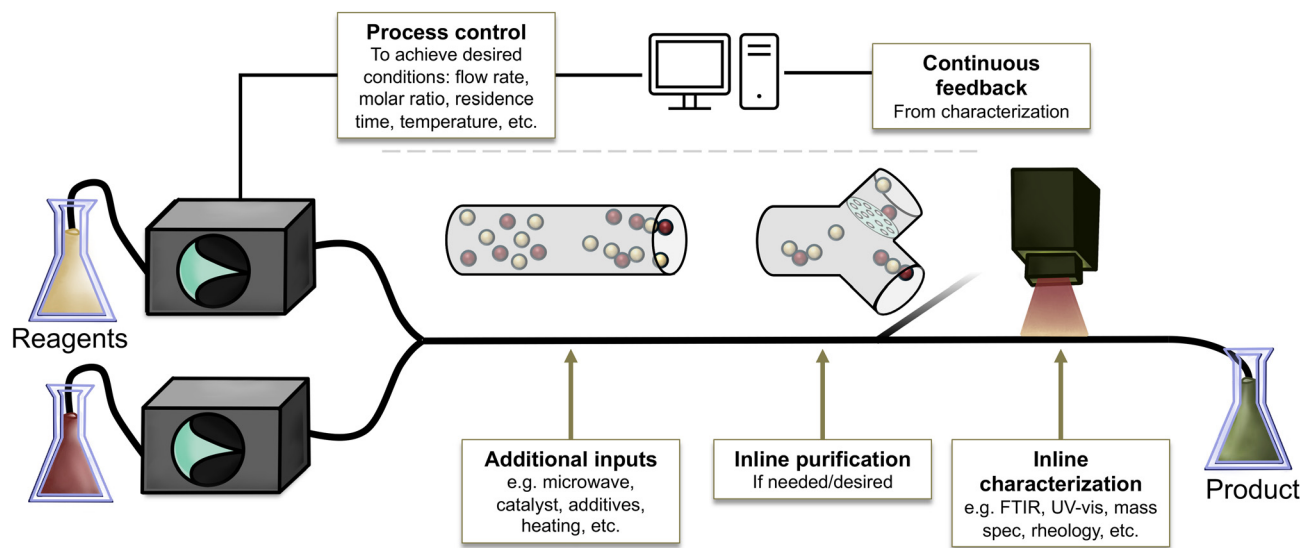 Process control
To achieve desired
conditions: flow rate,
molar ratio, residence
time, temperature, etc.
Continuous
feedback
From characterization
Reagents
Additional inputs
e.g. microwave,
catalyst, additives,
heating, etc.
Inline purification
If needed/desired
Inline
characterization
e.g. FTIR, UV-vis, mass
spec, rheology, etc.
Product